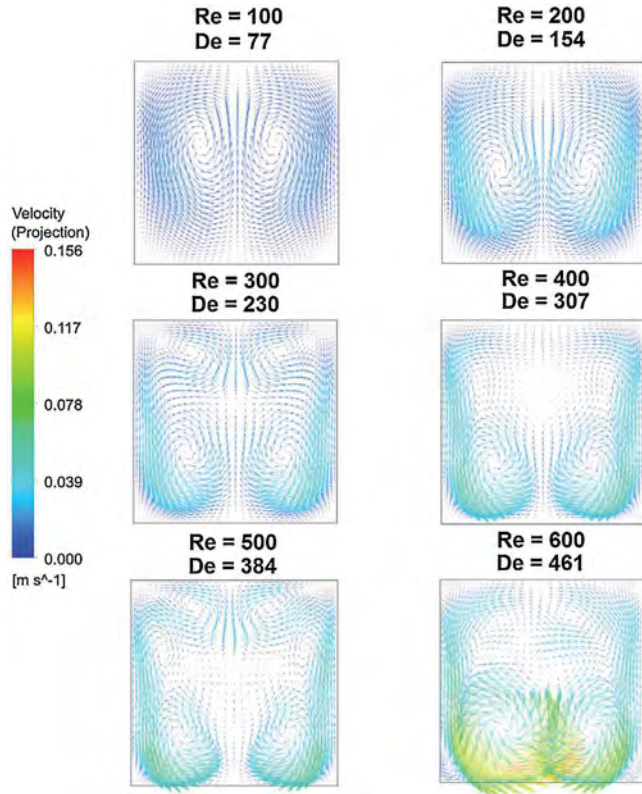 Re = 100
De = 77
Re = 200
De = 154
Velocity
(Projection)
0.156
0.117
0.078
0.039
0.000
[m s^-1]
Re = 300
De = 230
Re = 400
De = 307
Re = 500
De = 384
Re = 600
De = 461